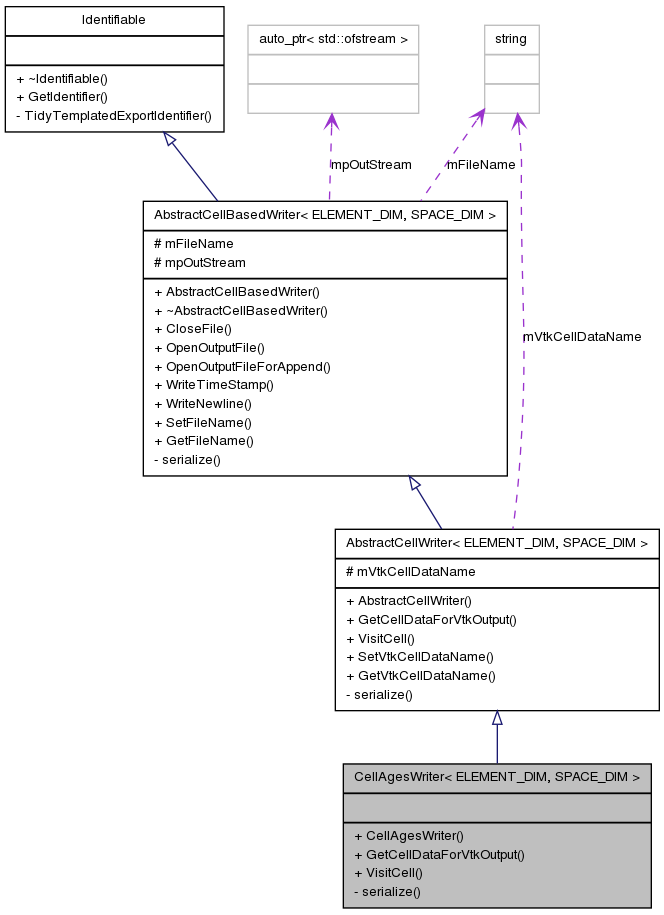 Identifiable
+ ~Identifiable()
+ GetIdentifier()
- TidyTemplatedExportIdentifier()
auto_ptr< std::ofstream >
string
mpOutStream
mFileName
AbstractCellBasedWriter< ELEMENT_DIM, SPACE_DIM >
# mFileName
# mpOutStream
+ AbstractCellBasedWriter()
+ ~AbstractCellBasedWriter()
+ CloseFile()
+ OpenOutputFile()
+ OpenOutputFileForAppend()
+ WriteTimeStamp()
+ WriteNewline()
+ SetFileName()
+ GetFileName()
- serialize()
mVtkCellDataName
AbstractCellWriter< ELEMENT_DIM, SPACE_DIM >
# mVtkCellDataName
+ AbstractCellWriter()
+ GetCellDataForVtkOutput()
+ VisitCell()
+ SetVtkCellDataName()
+ GetVtkCellDataName()
- serialize()
CellAgesWriter< ELEMENT_DIM, SPACE_DIM >
+ CellAgesWriter()
+ GetCellDataForVtkOutput()
+ VisitCell()
- serialize()